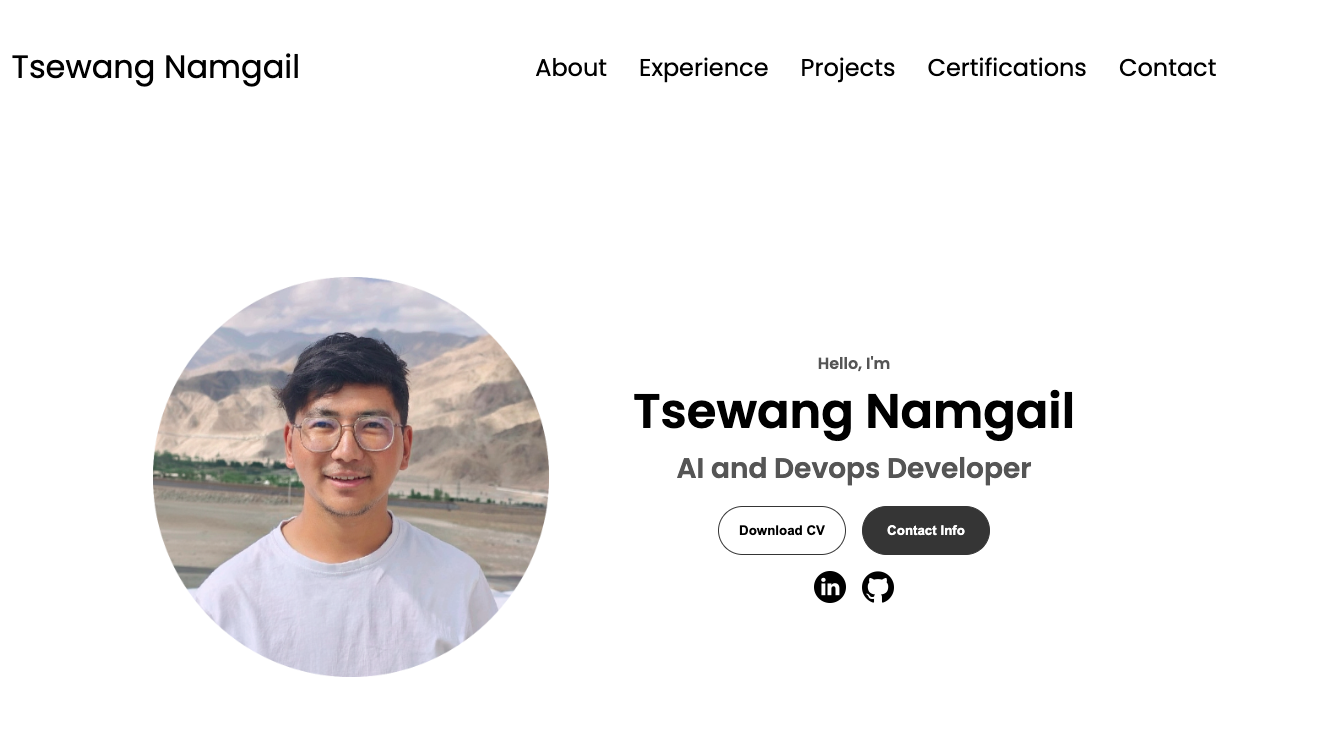 Tsewang Namgail
About Experience Projects Certifications Contact
Hello, I'm
Tsewang Namgail
AI and Devops Developer
Download CV Contact Info
in